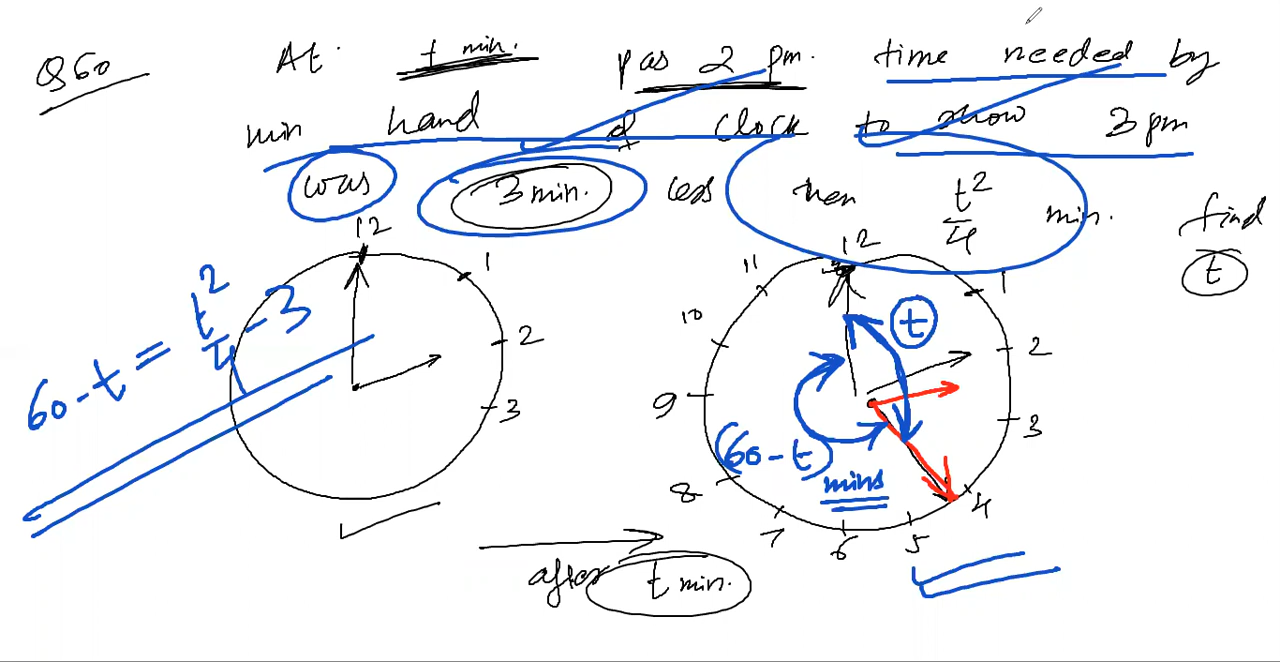 Q60 At t min. pas 2 pm. time needed by
min hand of clock to show 3pm
was 3 min. less then t²/4 min. find
t
60-t = t²/4 - 3
12
1
2
3
12
11
1
10
2
9
3
8
4
7
6
5
t
(60-t)
mins
after t min.